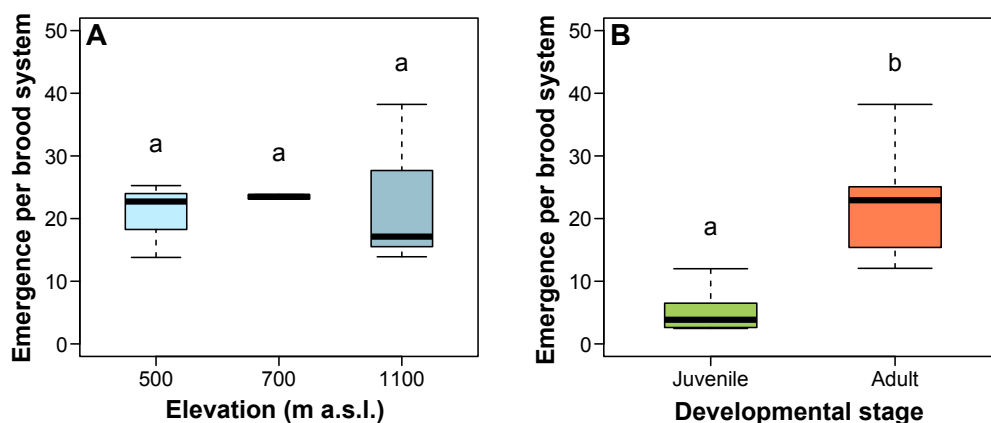 A
Emergence per brood system
50
40
30
20
10
0
a
a
a
500
700
1100
Elevation (m a.s.l.)
B
Emergence per brood system
50
40
30
20
10
0
a
b
Juvenile
Adult
Developmental stage